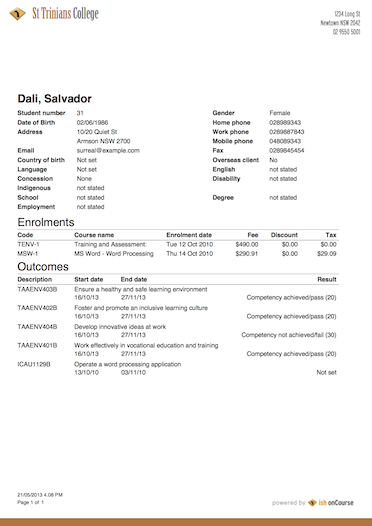 St Trinians College
1234 Long St
Newtown NSW 2042
02 9550 5001
Dali, Salvador
Student number 31 Gender Female
Date of Birth 02/06/1986 Home phone 028989343
Address 10/20 Quiet St Work phone 0289887843
Armson NSW 2700 Mobile phone 048089343
Email surreal@example.com Fax 0289845454
Country of birth Not set Overseas client No
Language Not set English not stated
Concession None Disability not stated
Indigenous not stated
School not stated Degree not stated
Employment not stated
Enrolments
Code Course name Enrolment date Fee Discount Tax
TENV-1 Training and Assessment: Tue 12 Oct 2010 $490.00 $0.00 $0.00
MSW-1 MS Word - Word Processing Thu 14 Oct 2010 $290.91 $0.00 $29.09
Outcomes
Description Start date End date Result
TAAENV403B Ensure a healthy and safe learning environment
16/10/13 27/11/13 Competency achieved/pass (20)
TAAENV402B Foster and promote an inclusive learning culture
16/10/13 27/11/13 Competency achieved/pass (20)
TAAENV404B Develop innovative ideas at work
16/10/13 27/11/13 Competency not achieved/fail (30)
TAAENV401B Work effectively in vocational education and training
16/10/13 27/11/13 Competency achieved/pass (20)
ICAU1129B Operate a word processing application
13/10/10 03/11/10 Not set
21/05/2013 4:08 PM
Page 1 of 1
powered by ish onCourse